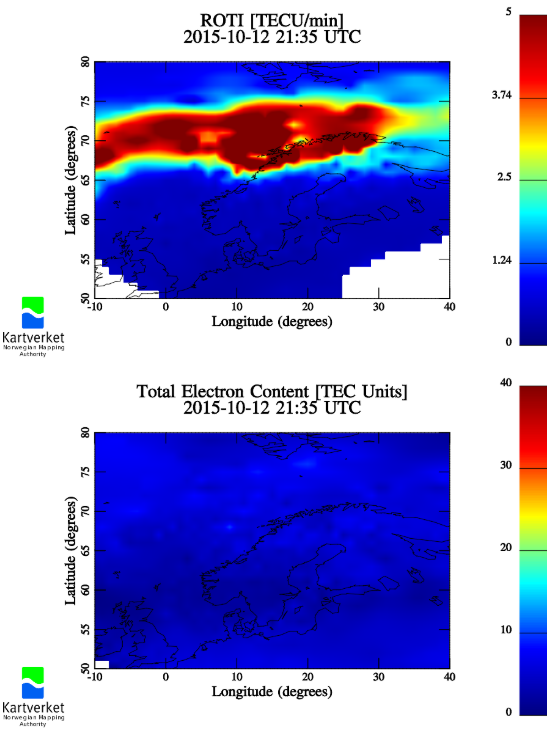 ROTI [TECU/min]
2015-10-12 21:35 UTC
5
3.74
2.5
1.24
0
80
75
70
65
60
55
50
Latitude (degrees)
-10 0 10 20 30 40
Longitude (degrees)
Kartverket
Norwegian Mapping
Authority
Total Electron Content [TEC Units]
2015-10-12 21:35 UTC
40
30
20
10
0
80
75
70
65
60
55
50
Latitude (degrees)
-10 0 10 20 30 40
Longitude (degrees)
Kartverket
Norwegian Mapping
Authority